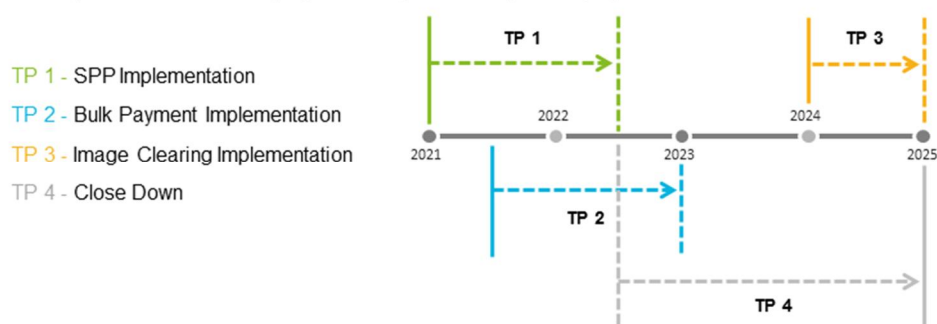 TP 1 - SPP Implementation
TP 2 - Bulk Payment Implementation
TP 3 - Image Clearing Implementation
TP 4 - Close Down
TP 1
TP 3
2022
2024
2021
2023
2025
TP 2
TP 4